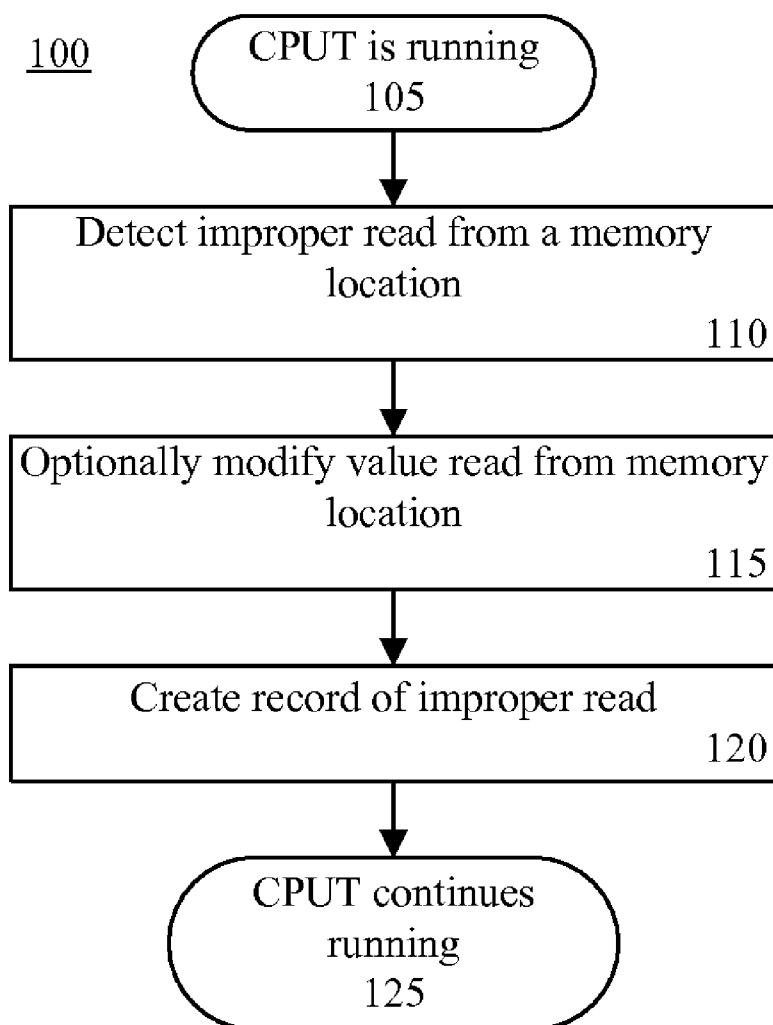 100
CPUT is running
105
Detect improper read from a memory
location
110
Optionally modify value read from memory
location
115
Create record of improper read
120
CPUT continues
running
125